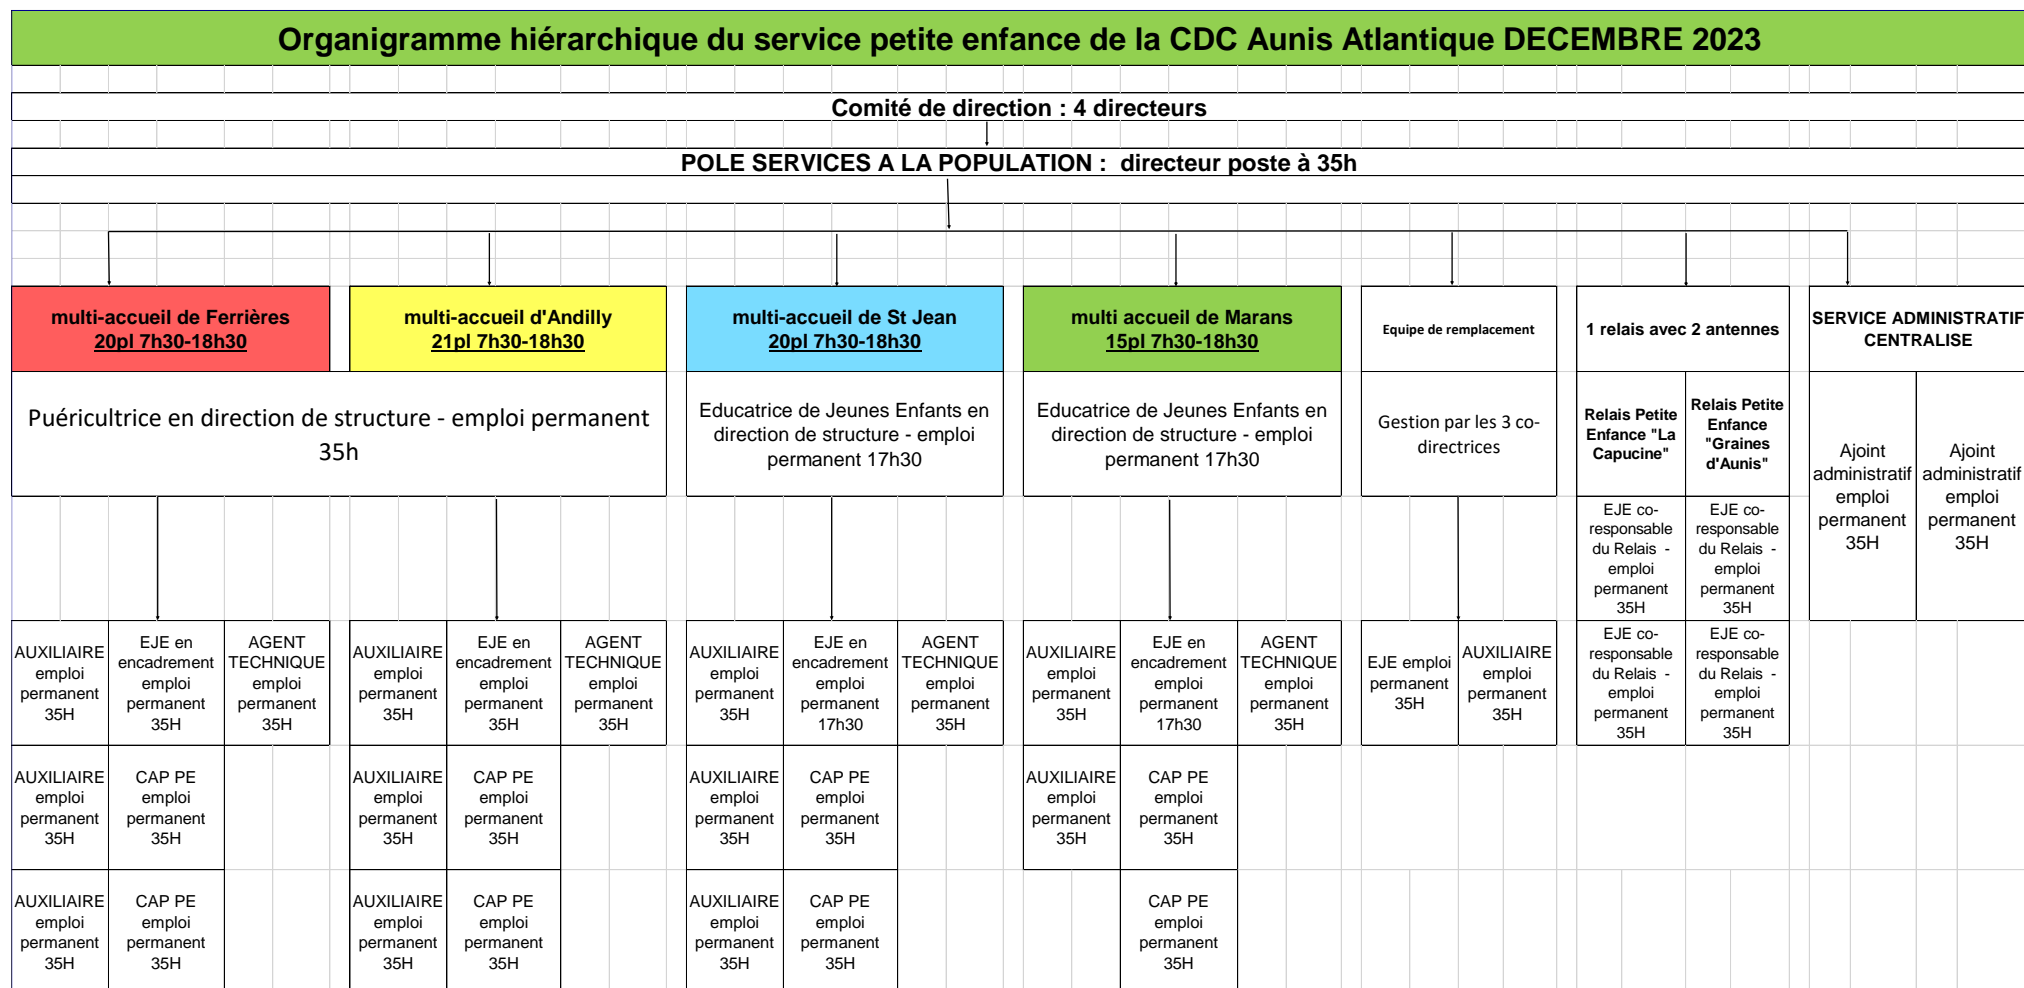 Organigramme hiérarchique du service petite enfance de la CDC Aunis Atlantique DECEMBRE 2023
Comité de direction : 4 directeurs
POLE SERVICES A LA POPULATION : directeur poste à 35h
multi-accueil de Ferrières
20pl 7h30-18h30
multi-accueil d'Andilly
21pl 7h30-18h30
multi-accueil de St Jean
20pl 7h30-18h30
multi accueil de Marans
15pl 7h30-18h30
Equipe de remplacement
1 relais avec 2 antennes
SERVICE ADMINISTRATIF
CENTRALISE
Puéricultrice en direction de structure - emploi permanent
35h
Educatrice de Jeunes Enfants en
direction de structure - emploi
permanent 17h30
Educatrice de Jeunes Enfants en
direction de structure - emploi
permanent 17h30
Gestion par les 3 co-
directrices
Relais Petite
Enfance "La
Capucine"
Relais Petite
Enfance
"Graines
d'Aunis"
Ajoint
administratif
emploi
permanent
35H
Ajoint
administratif
emploi
permanent
35H
EJE co-
responsable
du Relais -
emploi
permanent
35H
EJE co-
responsable
du Relais -
emploi
permanent
35H
AUXILIAIRE
emploi
permanent
35H
EJE en
encadrement
emploi
permanent
35H
AGENT
TECHNIQUE
emploi
permanent
35H
AUXILIAIRE
emploi
permanent
35H
EJE en
encadrement
emploi
permanent
35H
AGENT
TECHNIQUE
emploi
permanent
35H
AUXILIAIRE
emploi
permanent
35H
EJE en
encadrement
emploi
permanent
17h30
AGENT
TECHNIQUE
emploi
permanent
35H
AUXILIAIRE
emploi
permanent
35H
EJE en
encadrement
emploi
permanent
17h30
AGENT
TECHNIQUE
emploi
permanent
35H
EJE emploi
permanent
35H
AUXILIAIRE
emploi
permanent
35H
EJE co-
responsable
du Relais -
emploi
permanent
35H
EJE co-
responsable
du Relais -
emploi
permanent
35H
AUXILIAIRE
emploi
permanent
35H
CAP PE
emploi
permanent
35H
AUXILIAIRE
emploi
permanent
35H
CAP PE
emploi
permanent
35H
AUXILIAIRE
emploi
permanent
35H
CAP PE
emploi
permanent
35H
AUXILIAIRE
emploi
permanent
35H
CAP PE
emploi
permanent
35H
AUXILIAIRE
emploi
permanent
35H
CAP PE
emploi
permanent
35H
AUXILIAIRE
emploi
permanent
35H
CAP PE
emploi
permanent
35H
AUXILIAIRE
emploi
permanent
35H
CAP PE
emploi
permanent
35H
CAP PE
emploi
permanent
35H